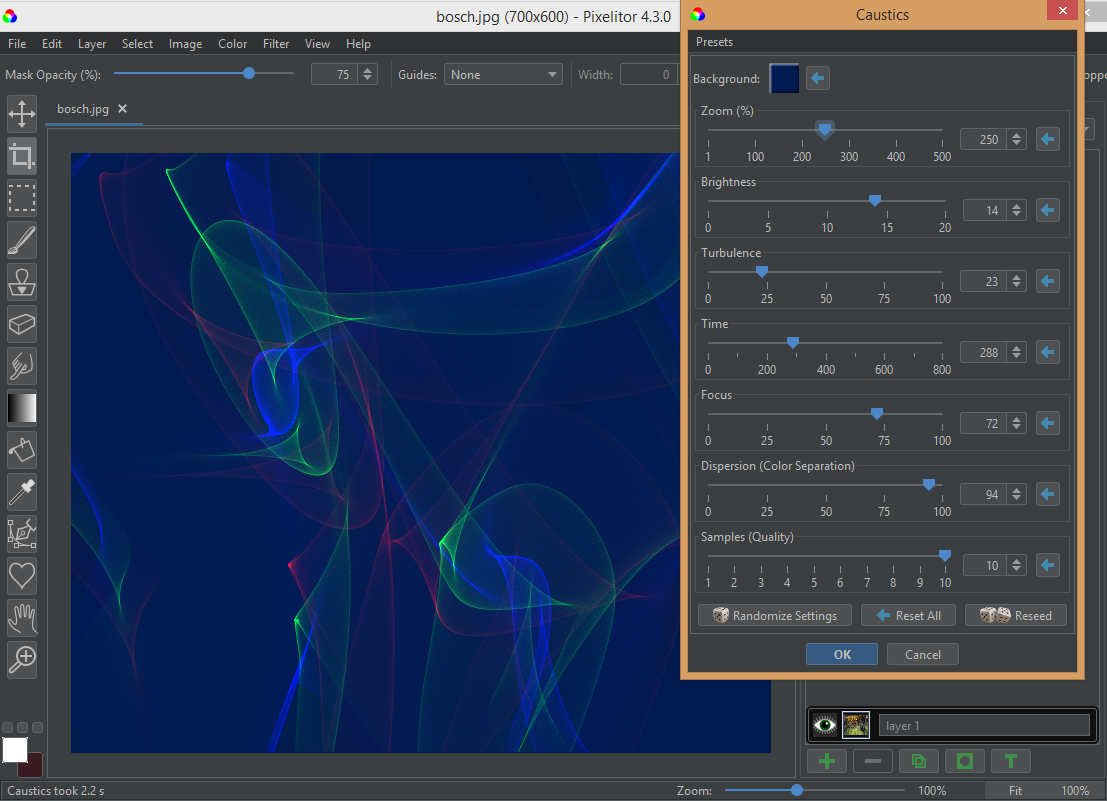 bosch.jpg (700x600) - Pixelitor 4.3.0
File Edit Layer Select Image Color Filter View Help
Mask Opacity (%): 75 Guides: None Width: 0
bosch.jpg
Caustics
Presets
Background:
Zoom (%)
250
1 100 200 300 400 500
Brightness
14
0 5 10 15 20
Turbulence
23
0 25 50 75 100
Time
288
0 200 400 600 800
Focus
72
0 25 50 75 100
Dispersion (Color Separation)
94
0 25 50 75 100
Samples (Quality)
10
1 2 3 4 5 6 7 8 9 10
Randomize Settings Reset All Reseed
OK Cancel
layer 1
T
Caustics took 2.2 s Zoom: 100% Fit 100%